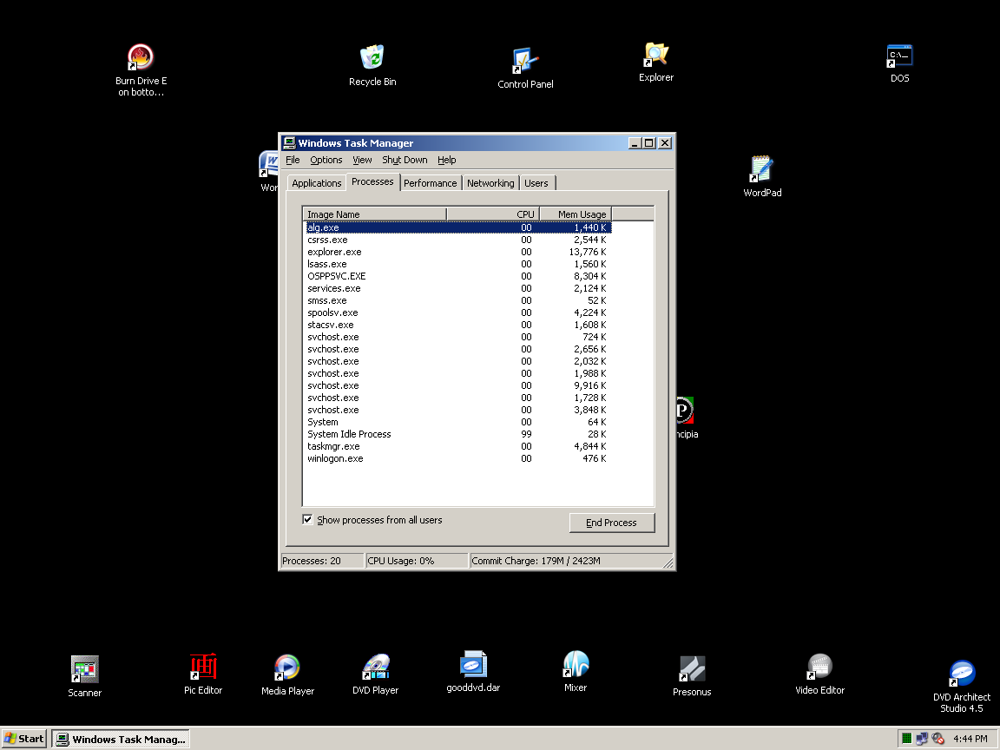 Burn Drive E
on botto...
Recycle Bin
Control Panel
Explorer
C:\_
DOS
Windows Task Manager
File Options View Shut Down Help
W
Wor
WordPad
Applications Processes Performance Networking Users
Image Name CPU Mem Usage
alg.exe 00 1,440 K
csrss.exe 00 2,544 K
explorer.exe 00 13,776 K
lsass.exe 00 1,560 K
OSPPSVC.EXE 00 8,304 K
services.exe 00 2,124 K
smss.exe 00 52 K
spoolsv.exe 00 4,224 K
stacsv.exe 00 1,608 K
svchost.exe 00 724 K
svchost.exe 00 2,656 K
svchost.exe 00 2,032 K
svchost.exe 00 1,988 K
svchost.exe 00 9,916 K
svchost.exe 00 1,728 K
svchost.exe 00 3,848 K
System 00 64 K
System Idle Process 99 28 K
taskmgr.exe 00 4,844 K
winlogon.exe 00 476 K
P
ncipia
Show processes from all users
End Process
Processes: 20 CPU Usage: 0% Commit Charge: 179M / 2423M
画
Scanner
Pic Editor
Media Player
DVD Player
gooddvd.dar
Mixer
Presonus
Video Editor
DVD Architect
Studio 4.5
Start Windows Task Manag... 4:44 PM